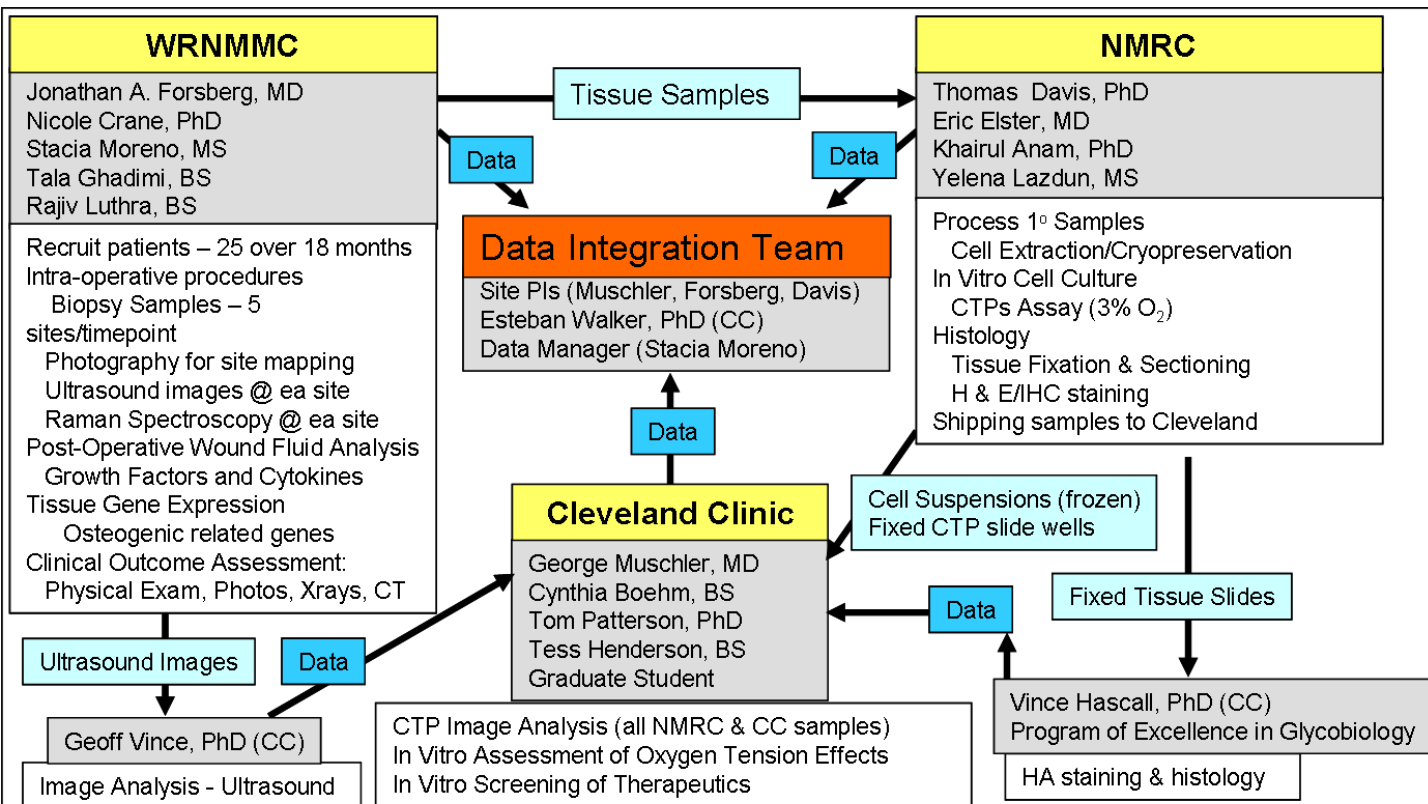 WRNMMC
Jonathan A. Forsberg, MD
Nicole Crane, PhD
Stacia Moreno, MS
Tala Ghadimi, BS
Rajiv Luthra, BS
Recruit patients – 25 over 18 months
Intra-operative procedures
Biopsy Samples – 5
sites/timepoint
Photography for site mapping
Ultrasound images @ ea site
Raman Spectroscopy @ ea site
Post-Operative Wound Fluid Analysis
Growth Factors and Cytokines
Tissue Gene Expression
Osteogenic related genes
Clinical Outcome Assessment:
Physical Exam, Photos, Xrays, CT
Tissue Samples
NMRC
Thomas Davis, PhD
Eric Elster, MD
Khairul Anam, PhD
Yelena Lazdun, MS
Process 1º Samples
Cell Extraction/Cryopreservation
In Vitro Cell Culture
CTPs Assay (3% O₂)
Histology
Tissue Fixation & Sectioning
H & E/IHC staining
Shipping samples to Cleveland
Data
Data
Data Integration Team
Site PIs (Muschler, Forsberg, Davis)
Esteban Walker, PhD (CC)
Data Manager (Stacia Moreno)
Data
Cleveland Clinic
George Muschler, MD
Cynthia Boehm, BS
Tom Patterson, PhD
Tess Henderson, BS
Graduate Student
CTP Image Analysis (all NMRC & CC samples)
In Vitro Assessment of Oxygen Tension Effects
In Vitro Screening of Therapeutics
Cell Suspensions (frozen)
Fixed CTP slide wells
Data
Fixed Tissue Slides
Vince Hascall, PhD (CC)
Program of Excellence in Glycobiology
HA staining & histology
Ultrasound Images
Data
Geoff Vince, PhD (CC)
Image Analysis - Ultrasound